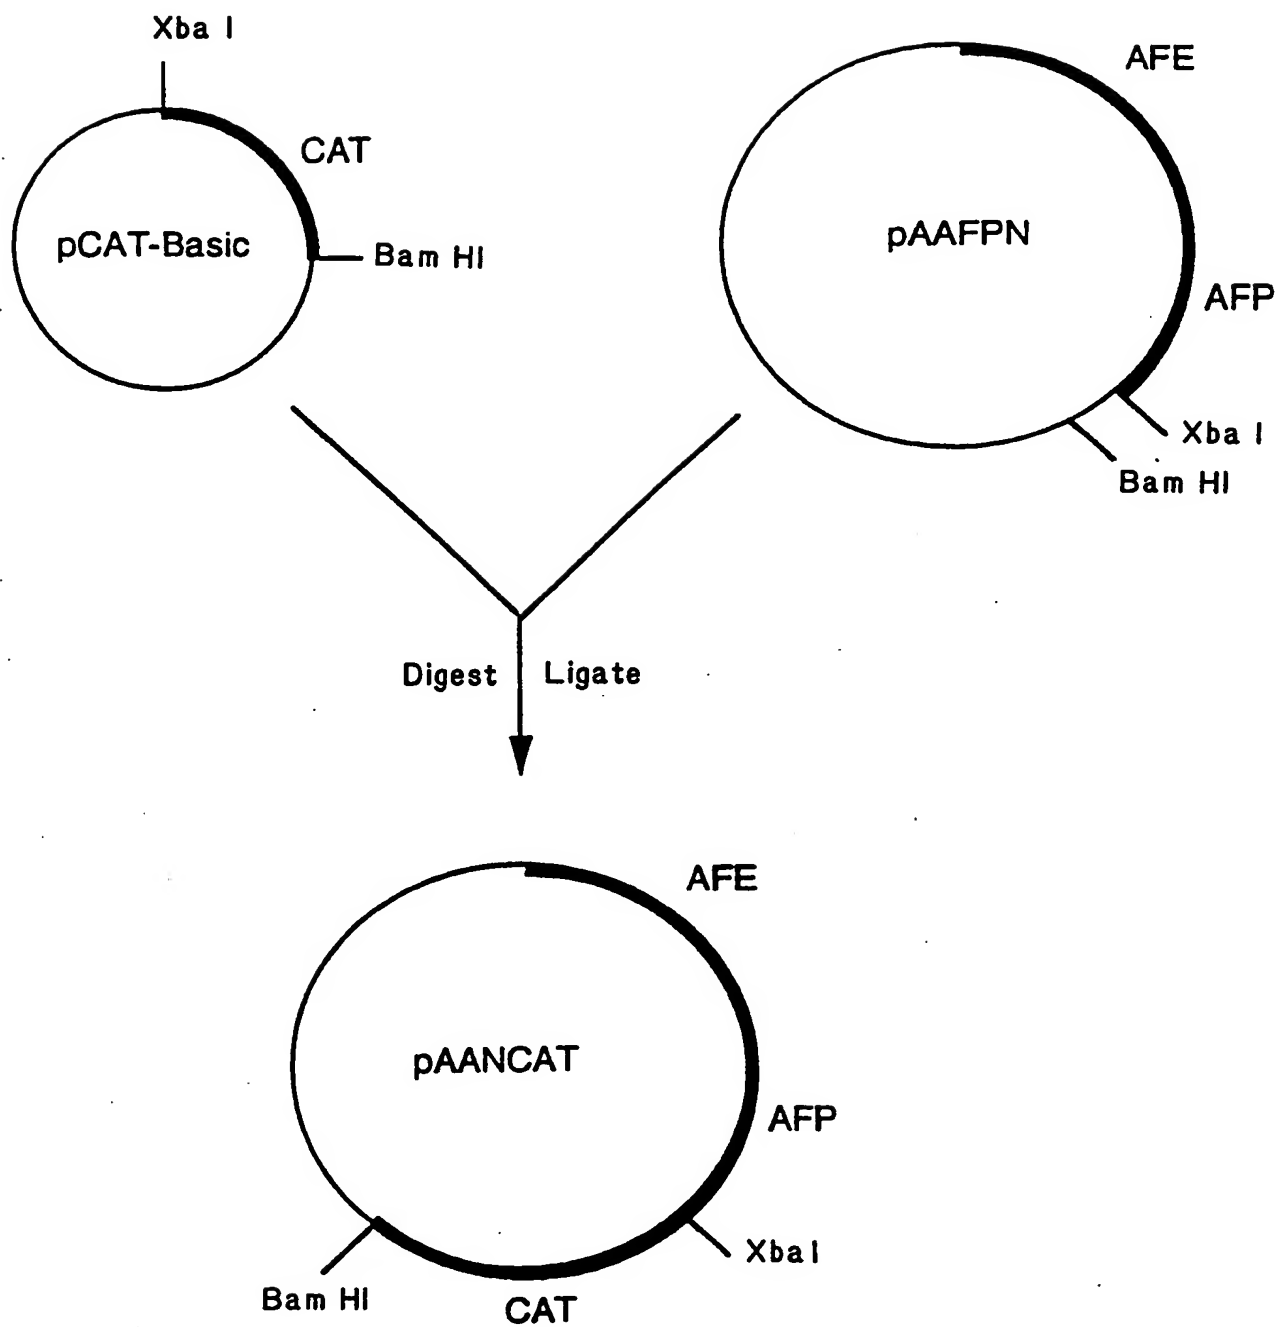 Xba I
CAT
pCAT-Basic
Bam HI
AFE
pAAFPN
AFP
Xba I
Bam HI
Digest
Ligate
AFE
pAANCAT
AFP
XbaI
Bam HI
CAT